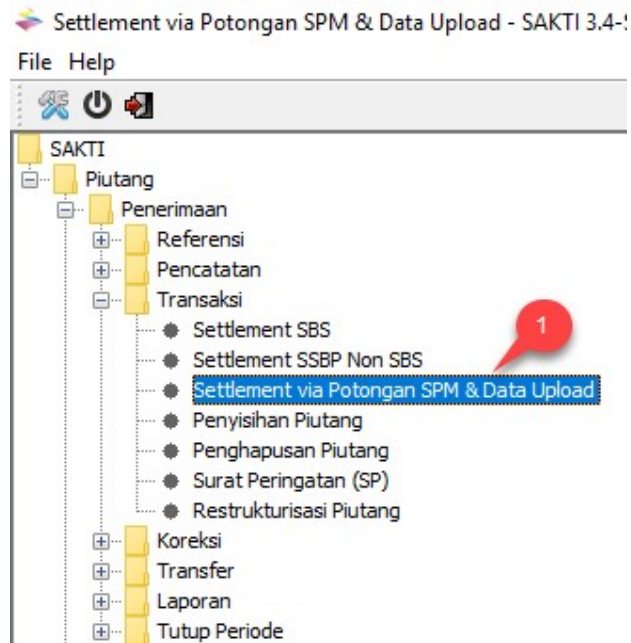 Settlement via Potongan SPM & Data Upload - SAKTI 3.4-
File Help
SAKTI
Piutang
Penerimaan
Referensi
Pencatatan
Transaksi
Settlement SBS
1
Settlement SSBP Non SBS
Settlement via Potongan SPM & Data Upload
Penyisihan Piutang
Penghapusan Piutang
Surat Peringatan (SP)
Restrukturisasi Piutang
Koreksi
Transfer
Laporan
Tutup Periode